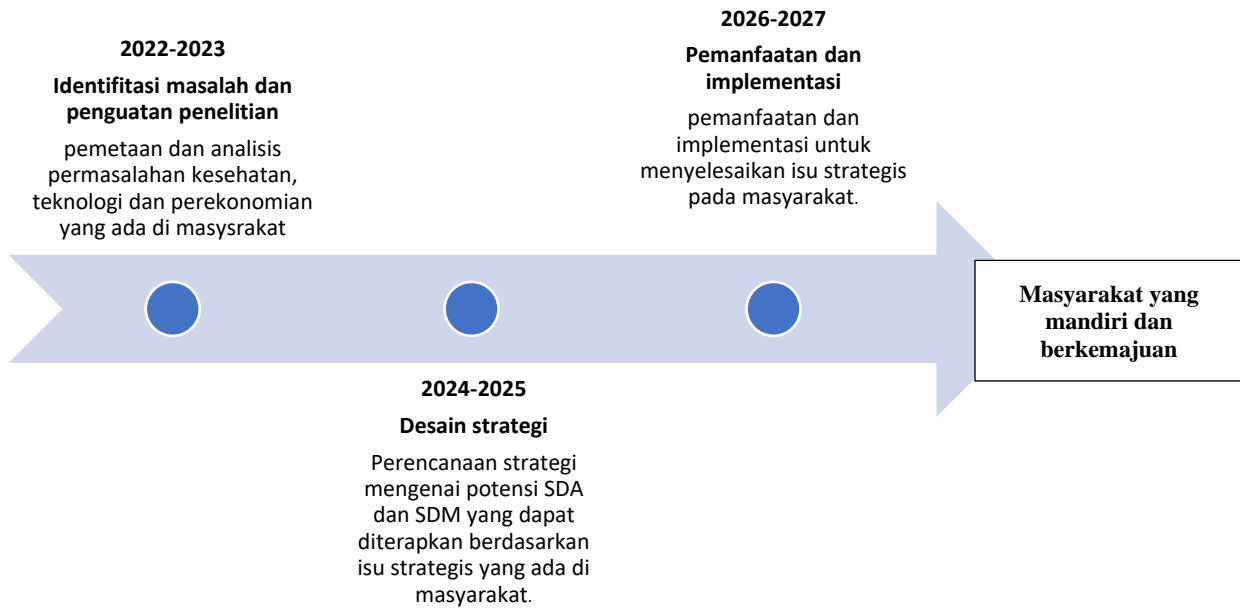 2022-2023
Identifitasi masalah dan
penguatan penelitian
pemetaan dan analisis
permasalahan kesehatan,
teknologi dan perekonomian
yang ada di masysrakat
2024-2025
Desain strategi
Perencanaan strategi
mengenai potensi SDA
dan SDM yang dapat
diterapkan berdasarkan
isu strategis yang ada di
masyarakat.
2026-2027
Pemanfaatan dan
implementasi
pemanfaatan dan
implementasi untuk
menyelesaikan isu strategis
pada masyarakat.
Masyarakat yang
mandiri dan
berkemajuan